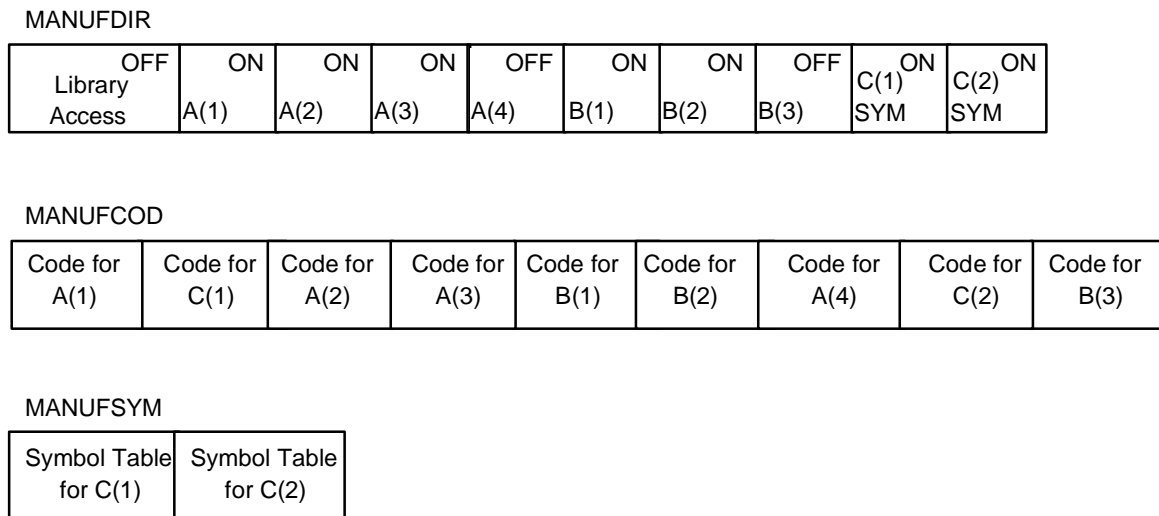 MANUFDIR
OFF ON ON ON OFF ON ON OFF ON ON
Library C(1) C(2)
Access A(1) A(2) A(3) A(4) B(1) B(2) B(3) SYM SYM
MANUFCOD
Code for Code for Code for Code for Code for Code for Code for Code for Code for
A(1) C(1) A(2) A(3) B(1) B(2) A(4) C(2) B(3)
MANUFSYM
Symbol Table Symbol Table
for C(1) for C(2)